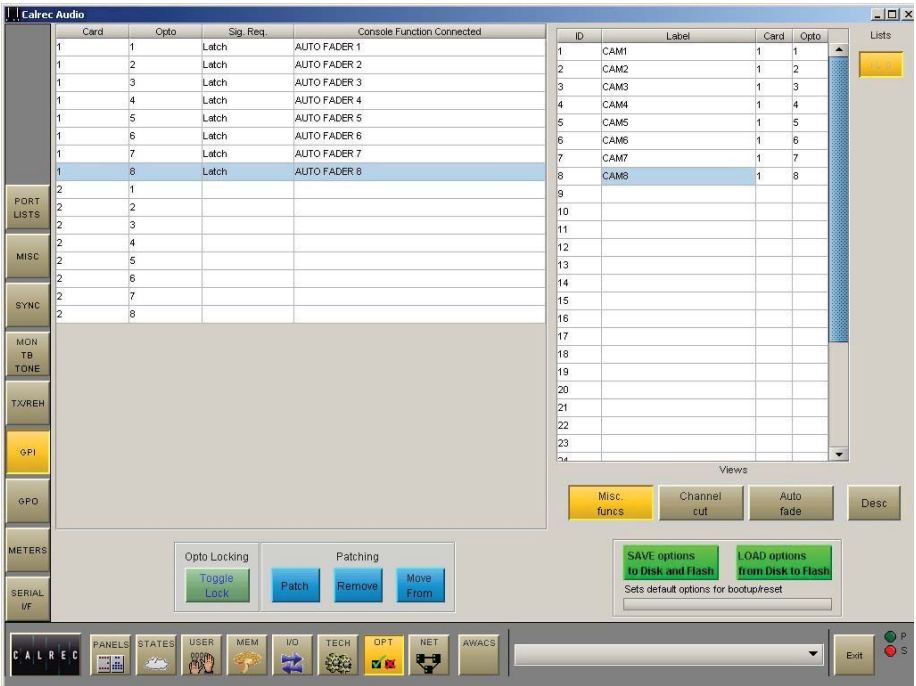 Calrec Audio
Card Opto Sig. Req. Console Function Connected
1 1 Latch AUTO FADER 1
1 2 Latch AUTO FADER 2
1 3 Latch AUTO FADER 3
1 4 Latch AUTO FADER 4
1 5 Latch AUTO FADER 5
1 6 Latch AUTO FADER 6
1 7 Latch AUTO FADER 7
1 8 Latch AUTO FADER 8
2 1
2 2
2 3
2 4
2 5
2 6
2 7
2 8
ID Label Card Opto
1 CAM1 1 1
2 CAM2 1 2
3 CAM3 1 3
4 CAM4 1 4
5 CAM5 1 5
6 CAM6 1 6
7 CAM7 1 7
8 CAM8 1 8
9
10
11
12
13
14
15
16
17
18
19
20
21
22
23
24
Lists
PORT
LISTS
MISC
SYNC
MON
TB
TONE
TX/REH
GPI
GPO
METERS
SERIAL
I/F
Views
Misc.
funcs
Channel
cut
Auto
fade
Desc
Opto Locking
Toggle
Lock
Patching
Patch
Remove
Move
From
SAVE options
to Disk and Flash
LOAD options
from Disk to Flash
Sets default options for bootup/reset
CALREC
PANELS
STATES
USER
MEM
I/O
TECH
OPT
NET
AWACS
Exit
P
S